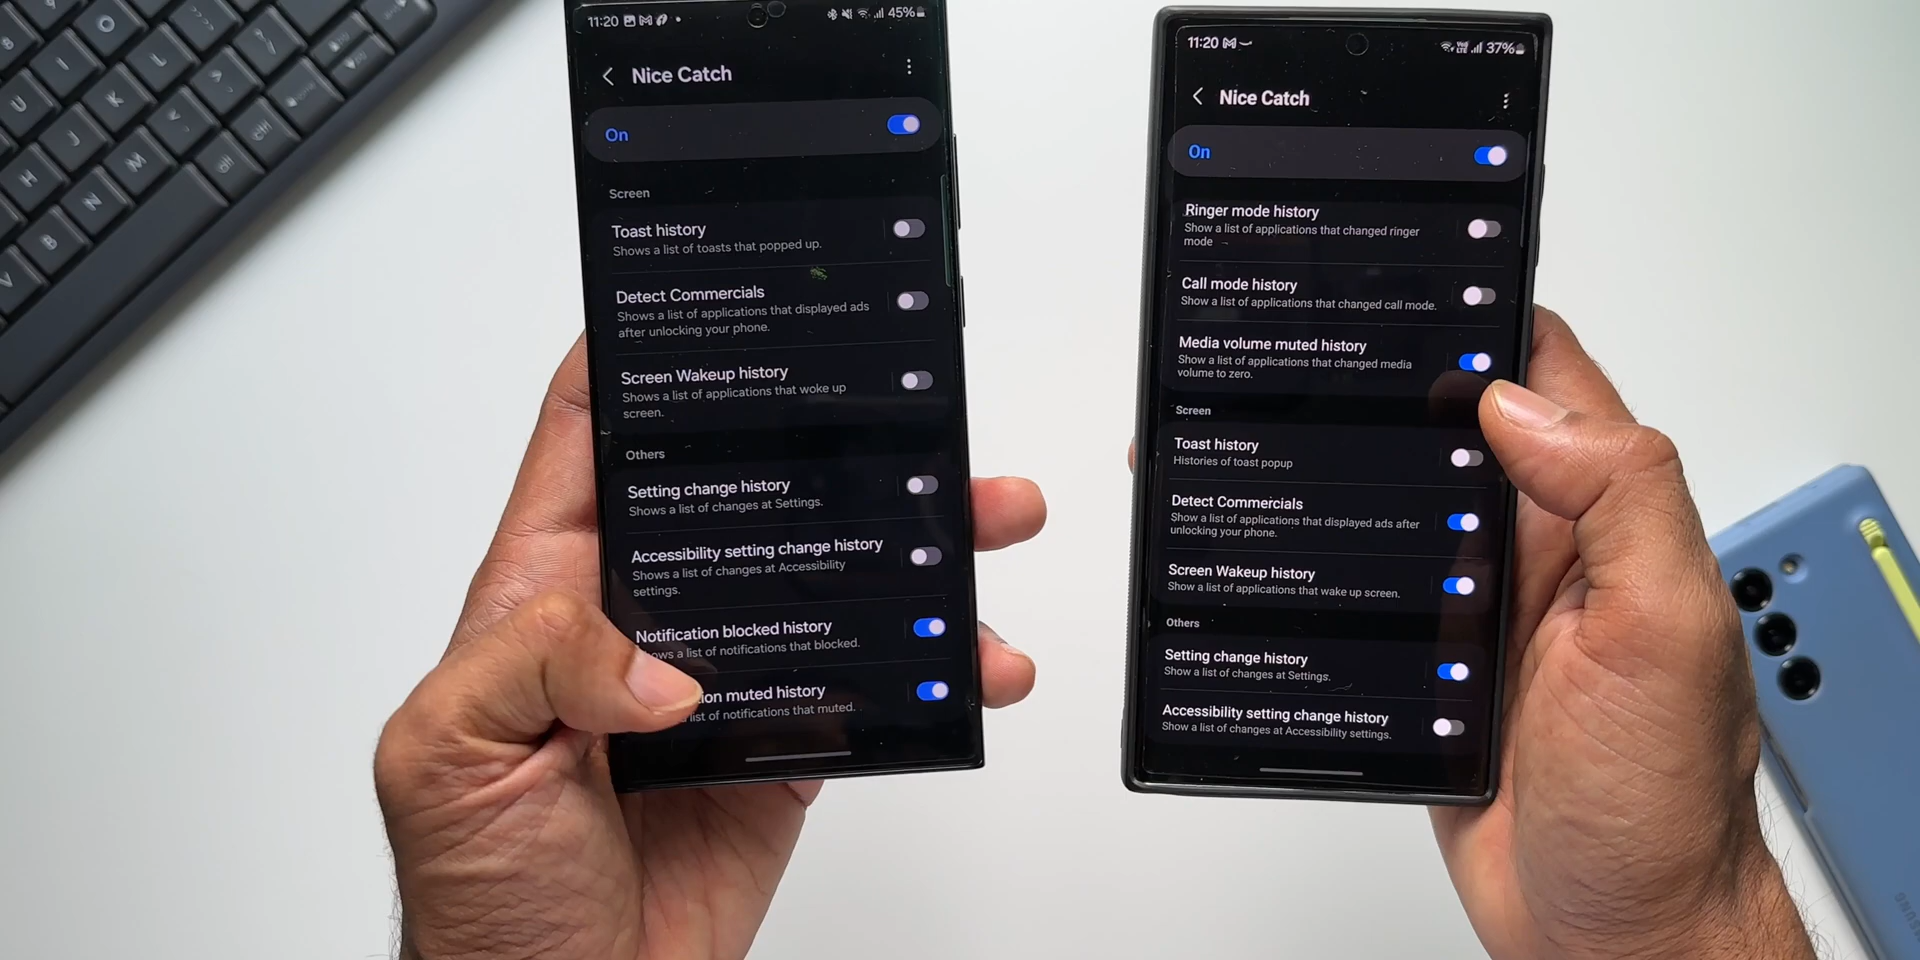 11:20
45%
Nice Catch
On
Screen
Toast history
Shows a list of toasts that popped up.
Detect Commercials
Shows a list of applications that displayed ads
after unlocking your phone.
Screen Wakeup history
Shows a list of applications that woke up
screen.
Others
Setting change history
Shows a list of changes at Settings.
Accessibility setting change history
Shows a list of changes at Accessibility
settings.
Notification blocked history
ows a list of notifications that blocked.
ion muted history
list of notifications that muted.
11:20
37%
Nice Catch
On
Ringer mode history
Show a list of applications that changed ringer
mode
Call mode history
Show a list of applications that changed call mode.
Media volume muted history
Show a list of applications that changed media
volume to zero.
Screen
Toast history
Histories of toast popup
Detect Commercials
Show a list of applications that displayed ads after
unlocking your phone.
Screen Wakeup history
Show a list of applications that wake up screen.
Others
Setting change history
Show a list of changes at Settings.
Accessibility setting change history
Show a list of changes at Accessibility settings.
U
I
O
H
J
K
L
V
B
N
M
ctrl
SAMSUNG